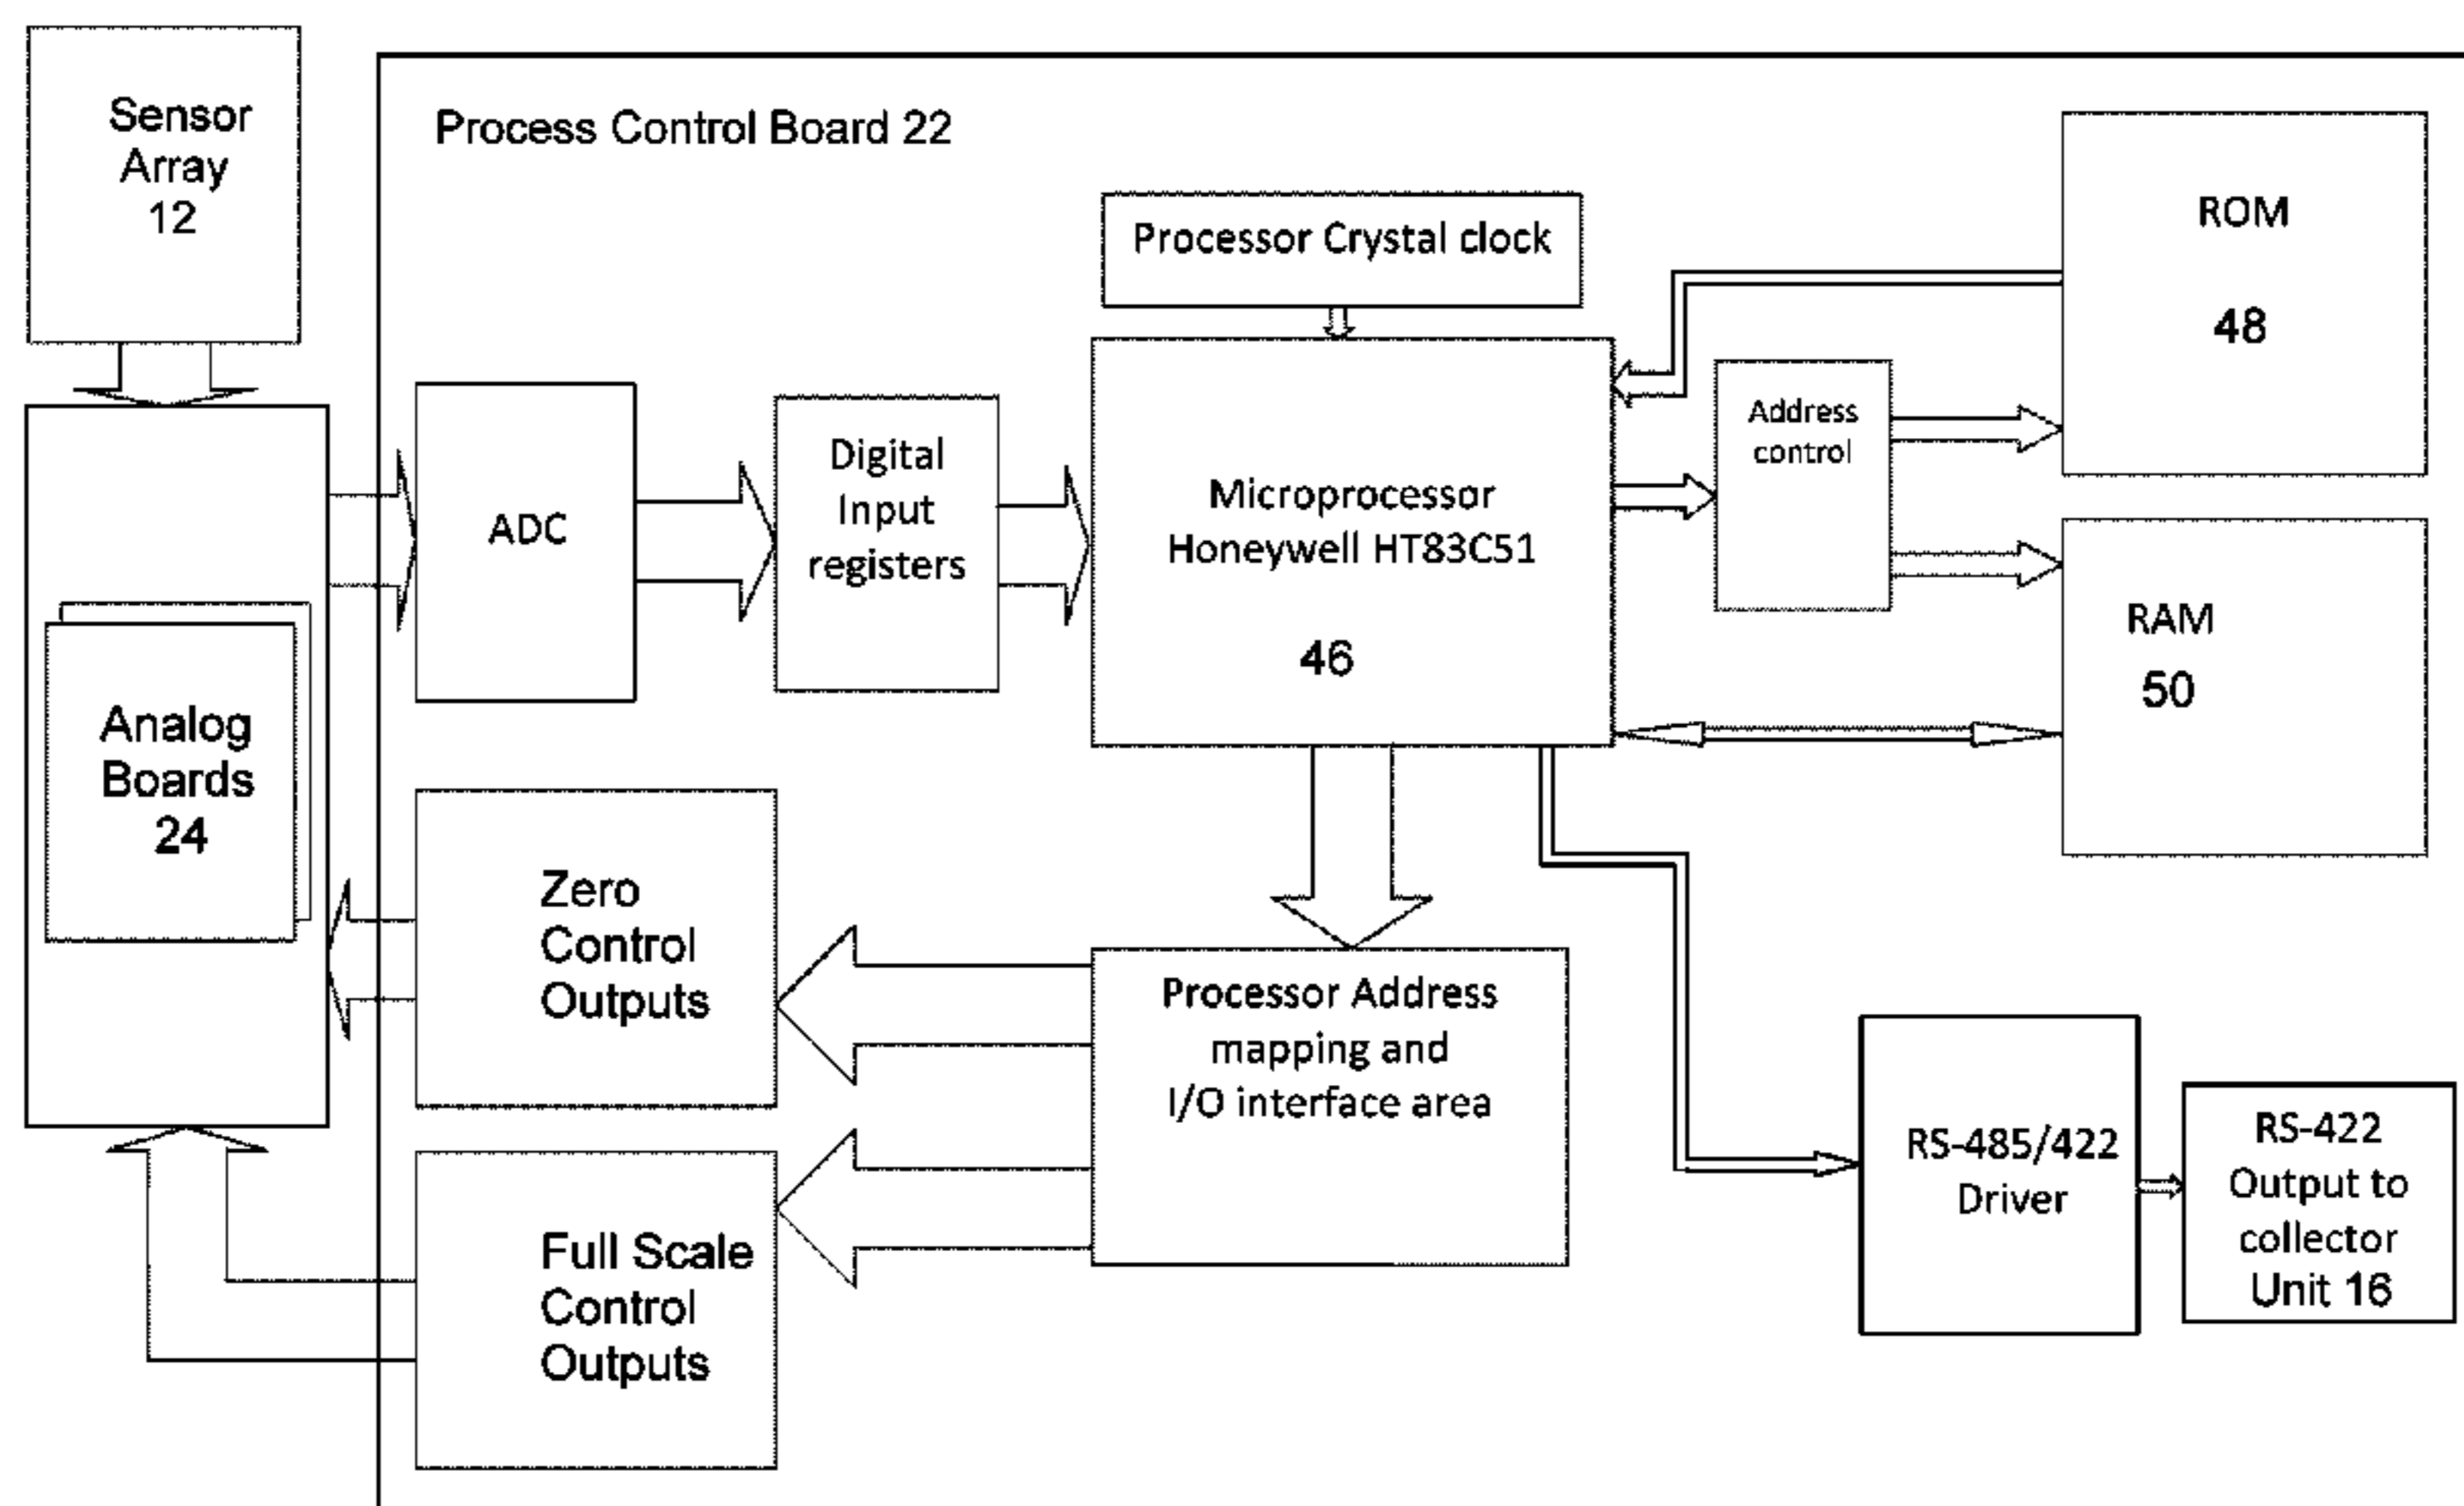 Sensor
Array
12
Process Control Board 22
Processor Crystal clock
ROM
48
Address
control
ADC
Digital
Input
registers
Microprocessor
Honeywell HT83C51
46
RAM
50
Analog
Boards
24
Zero
Control
Outputs
Processor Address
mapping and
I/O interface area
Full Scale
Control
Outputs
RS-485/422
Driver
RS-422
Output to
collector
Unit 16